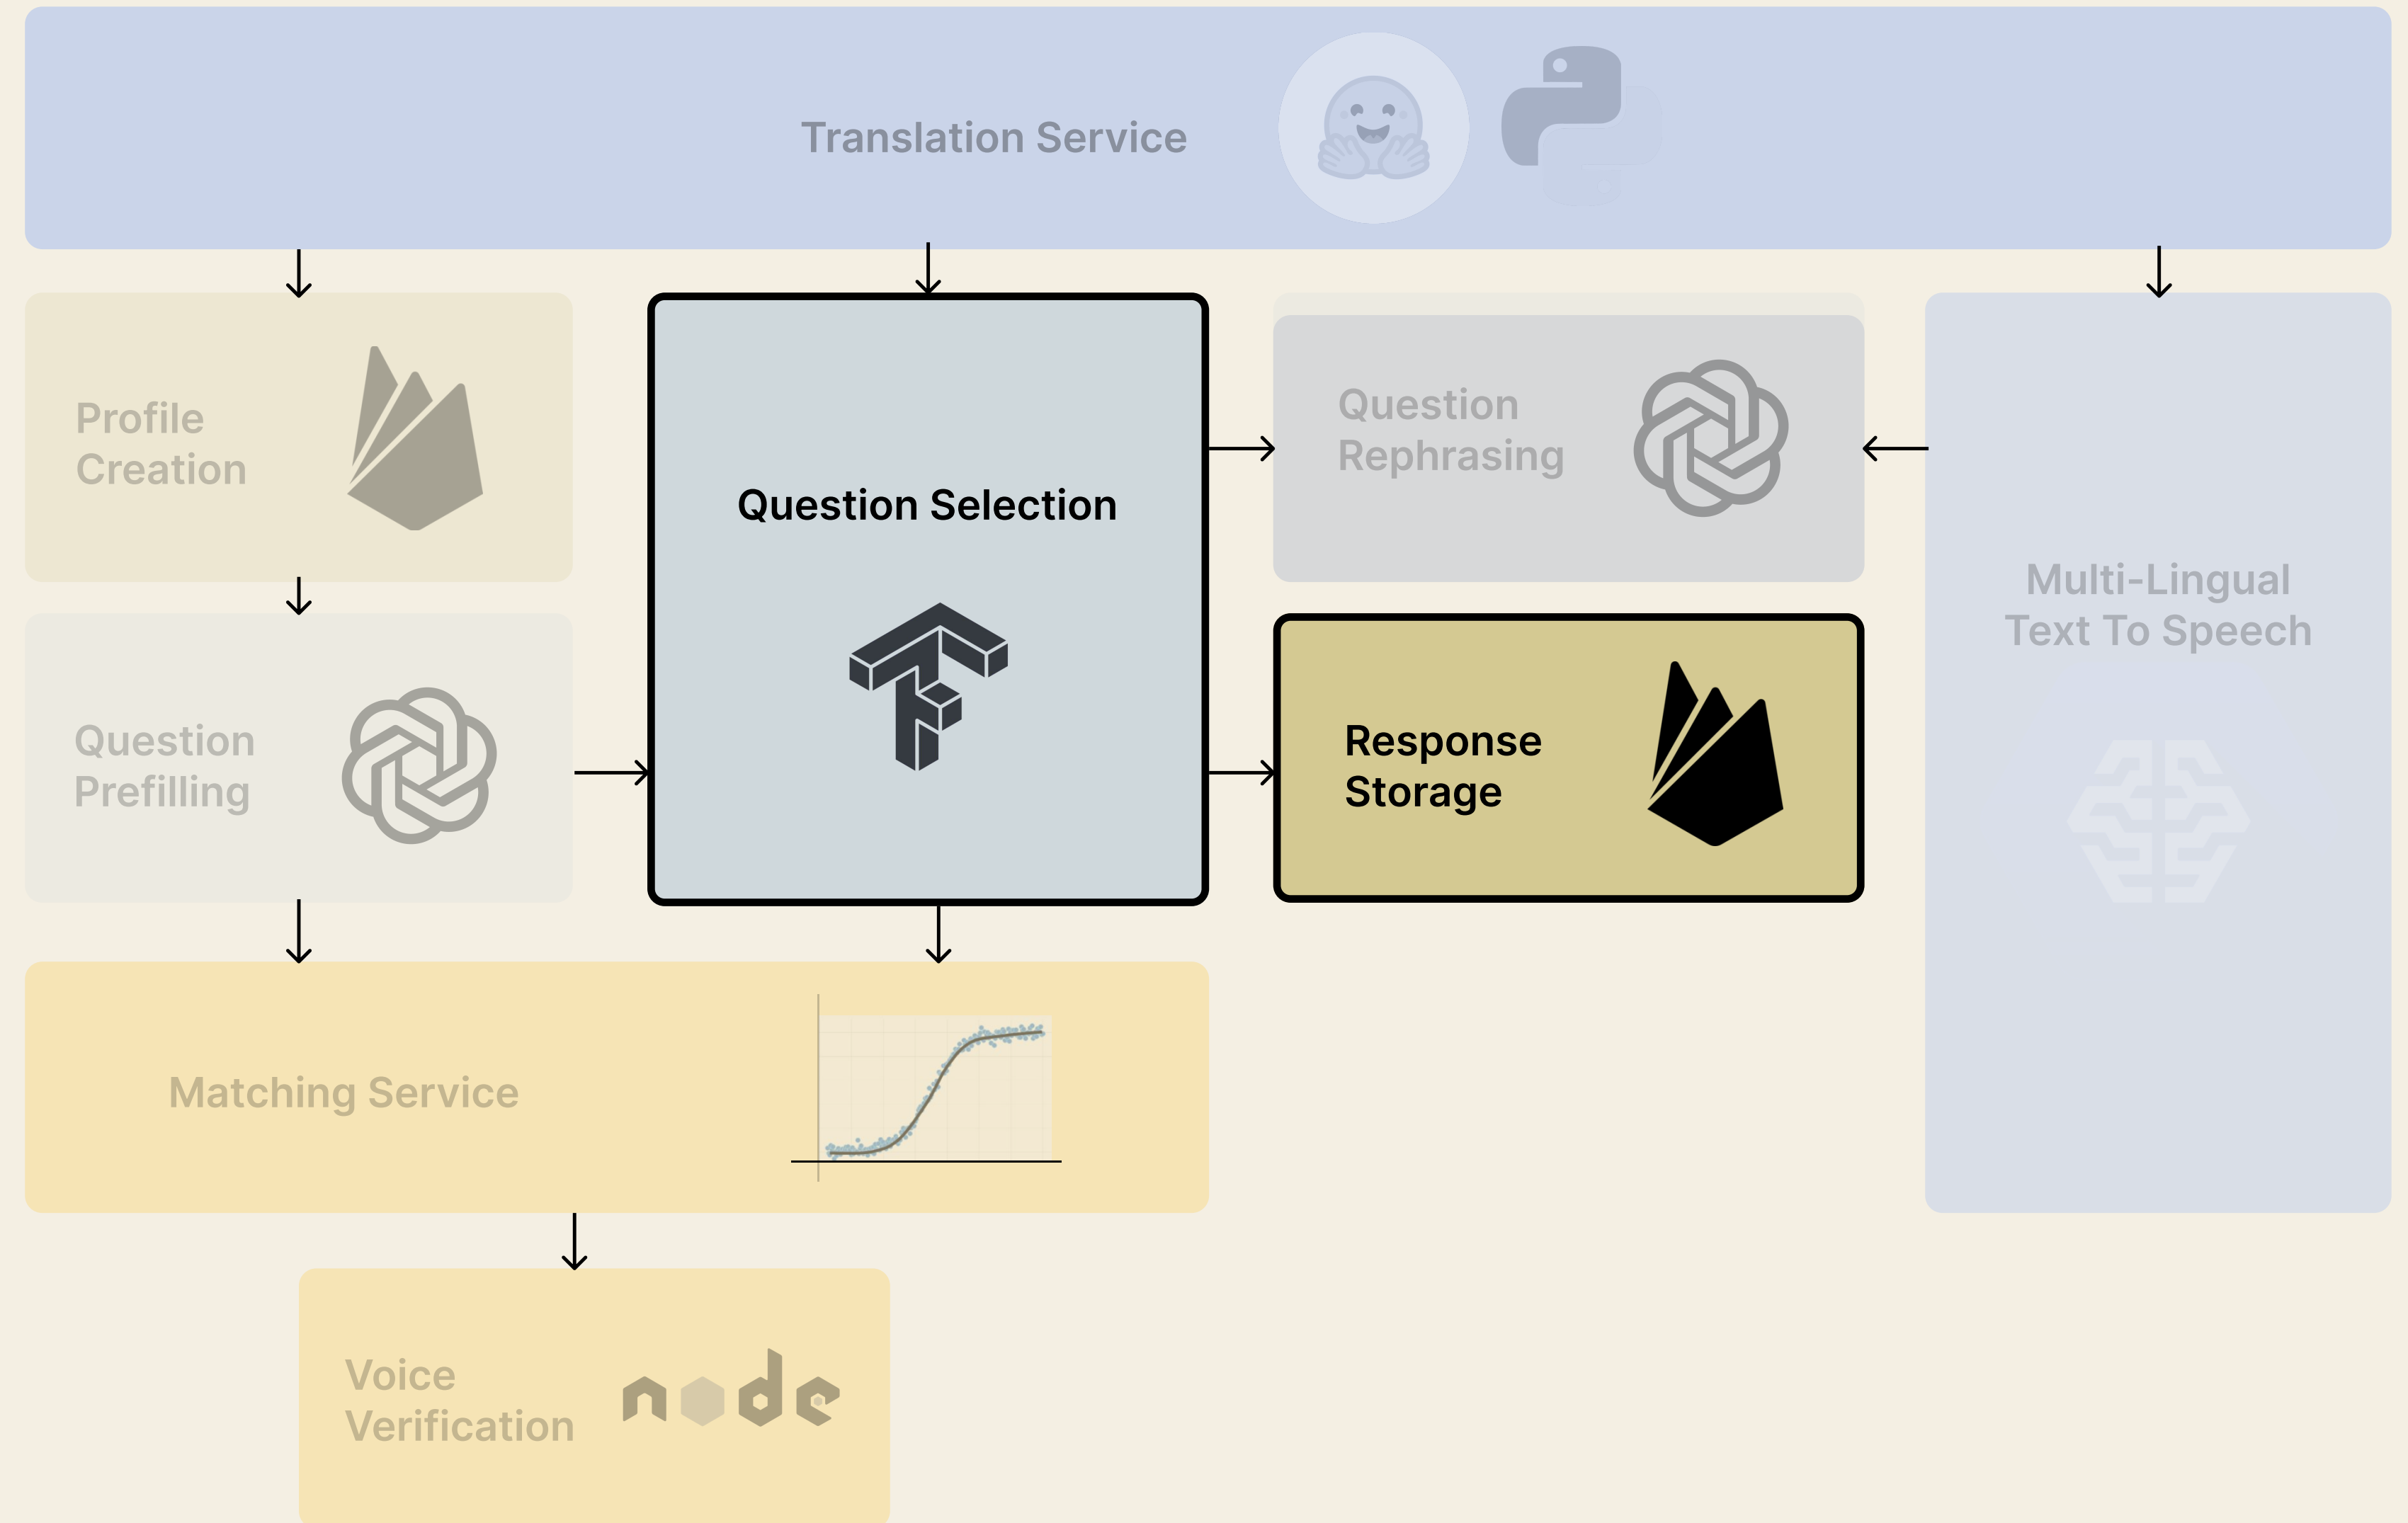 Translation Service
Profile
Creation
Question Selection
Question
Rephrasing
Multi-Lingual
Text To Speech
Question
Prefilling
Response
Storage
Matching Service
Voice
Verification
node